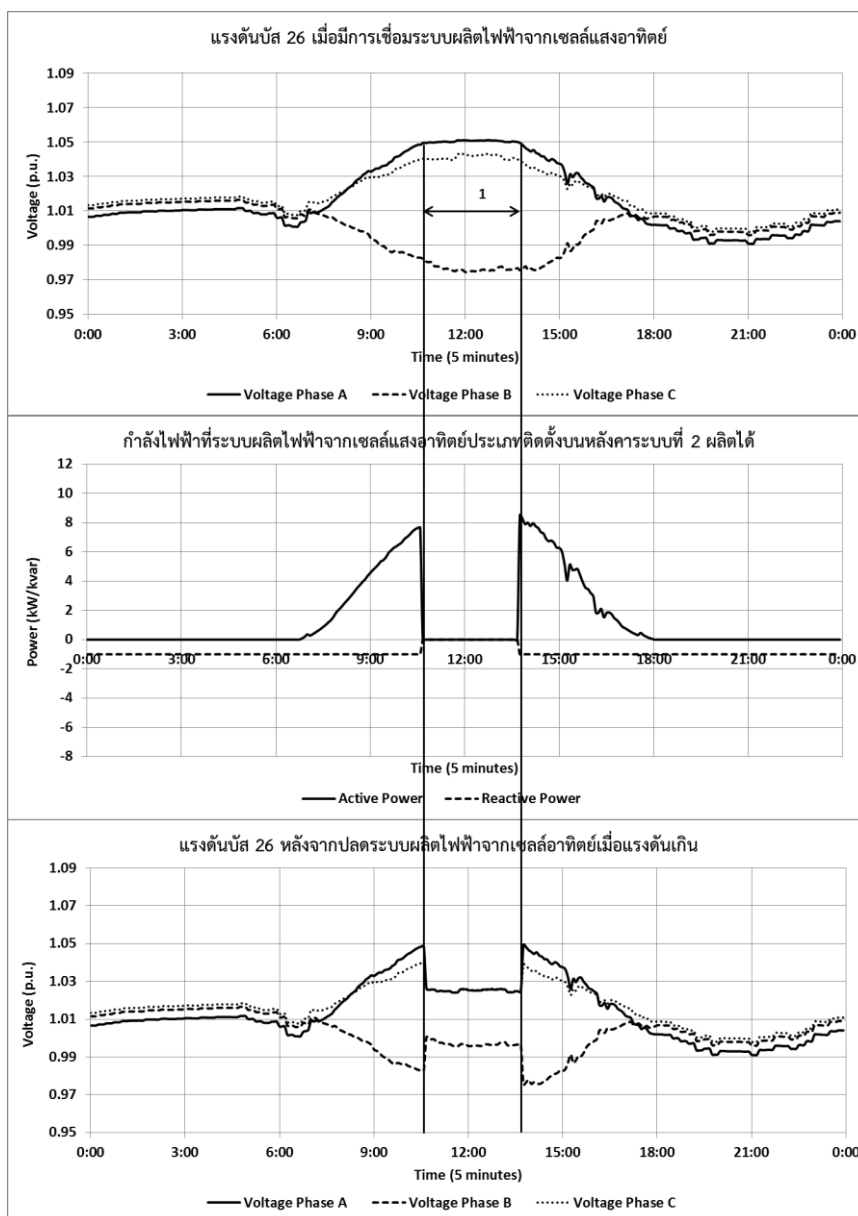 แรงดันบัส 26 เมื่อมีการเชื่อมระบบผลิตไฟฟ้าจากเซลล์แสงอาทิตย์
1.09
1.07
1.05
1.03
1.01
0.99
0.97
0.95
Voltage (p.u.)
1
0:00 3:00 6:00 9:00 12:00 15:00 18:00 21:00 0:00
Time (5 minutes)
Voltage Phase A Voltage Phase B Voltage Phase C
กำลังไฟฟ้าที่ระบบผลิตไฟฟ้าจากเซลล์แสงอาทิตย์ประเภทติดตั้งบนหลังคาระบบที่ 2 ผลิตได้
12
10
8
6
4
2
0
-2
-4
-6
-8
Power (kW/kvar)
0:00 3:00 6:00 9:00 12:00 15:00 18:00 21:00 0:00
Time (5 minutes)
Active Power Reactive Power
แรงดันบัส 26 หลังจากปลดระบบผลิตไฟฟ้าจากเซลล์อาทิตย์เมื่อแรงดันเกิน
1.09
1.07
1.05
1.03
1.01
0.99
0.97
0.95
Voltage (p.u.)
0:00 3:00 6:00 9:00 12:00 15:00 18:00 21:00 0:00
Time (5 minutes)
Voltage Phase A Voltage Phase B Voltage Phase C